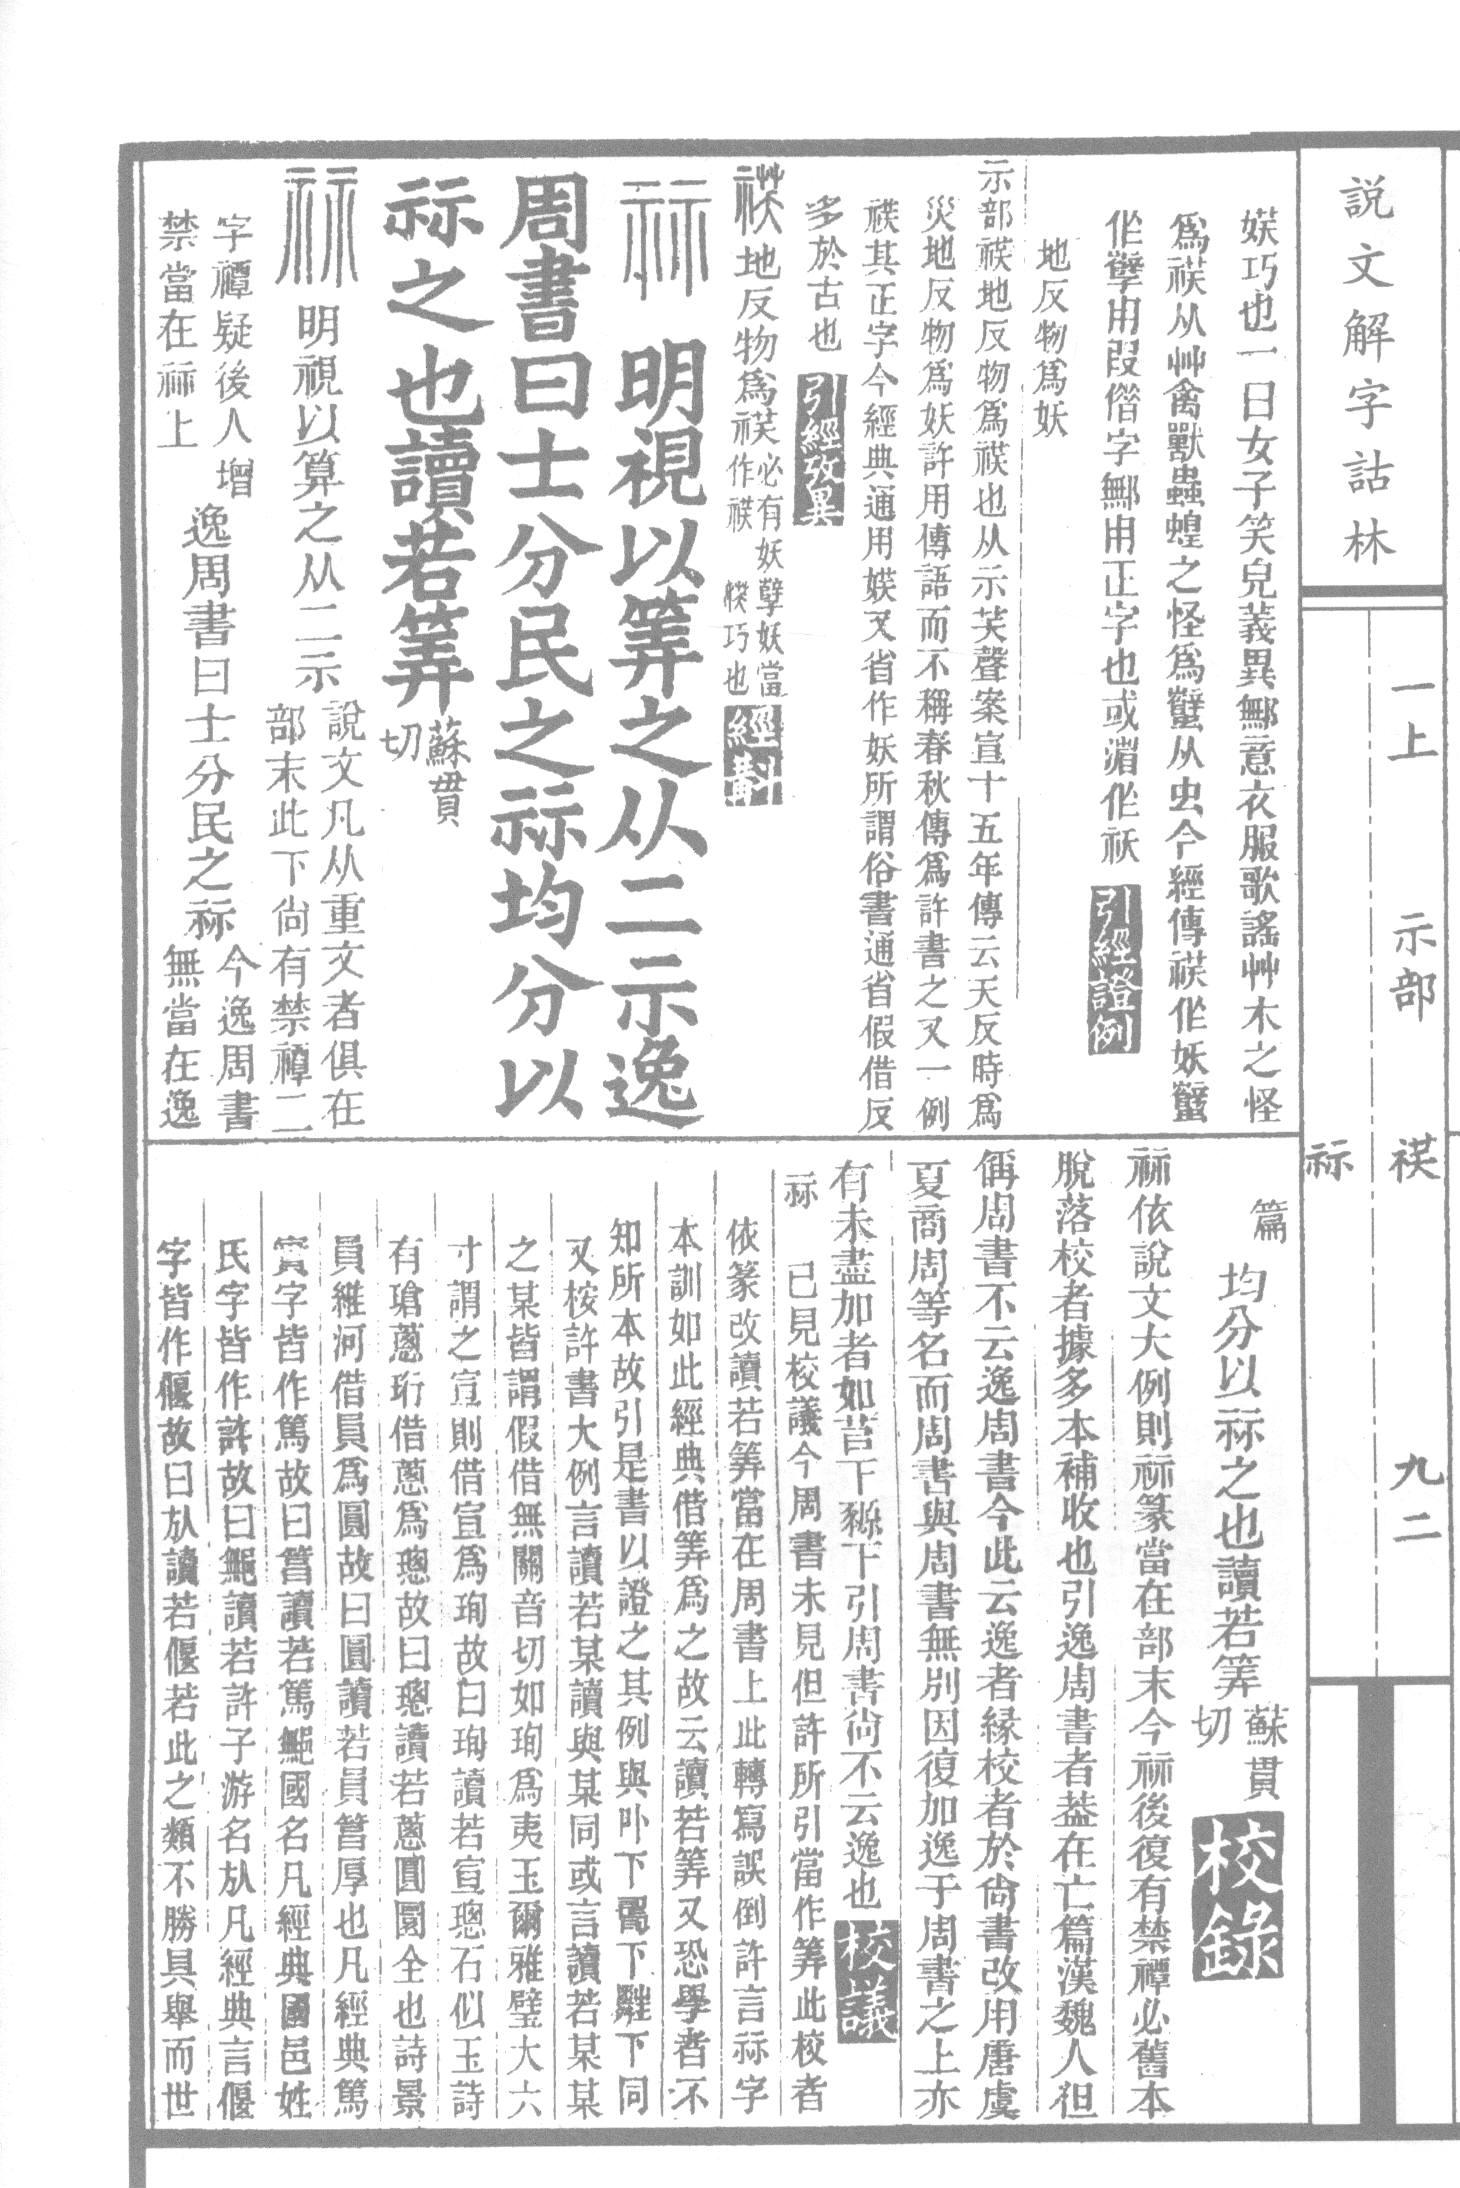 說文解字詁林
一上
示部
祅
祘
九二
娱巧也一曰女子笑皃䒳異無意衣服歌謠艸木之怪
爲祅从艸禽獸蟲蝗之怪爲蠥从虫今經傳祅作妖蠥
作孽用叚偕字無用正字也或湝作祅 引經證例
地反物爲妖
示部祅地反物爲祅也从示芺聲案宣十五年傳云天反時爲
災地反物爲妖許用傳語而不稱春秋傳爲許書之又一例
祅其正字今經典通用娱又省作妖所謂俗書通省假借反
多於古也 引經攷異
祅地反物爲祅必有妖孽妖當作祅娱巧也 經斠
祘 明視以筭之从二示逸
周書曰士分民之祘均分以
祘之也讀若筭蘇貫切
祘 明視以算之从二示說文凡从重文者俱在部末此下尙有禁禫二
字禫疑後人增禁當在祘上逸周書曰士分民之祘今逸周書無當在逸
篇均分以祘之也讀若筭蘇貫切 校錄
祘依說文大例則祘篆當在部末今祘後復有禁禫必舊本
脫落校者據多本補收也引逸周書者葢在亡篇漢魏人但
偁周書不云逸周書今此云逸者緣校者於尙書改用唐虞
夏商周等名而周書與周書無別因復加逸于周書之上亦
有未盡加者如䇂下豲下引周書尙不云逸也 校議
祘 已見校議今周書未見但許所引當作筭此校者
依篆改讀若筭當在周書上此轉寫誤倒許言祘字
本訓如此經典借筭爲之故云讀若筭又恐學者不
知所本故引是書以證之其例與卟下䚯下𪓰下同
又桉許書大例言讀若某讀與某同或言讀若某某
之某皆謂假借無關音切如珣爲夷玉爾雅璧大六
寸謂之宣則借宣爲珣故曰珣讀若宣璁石似玉詩
有瑲蔥珩借蔥爲璁故曰璁讀若蔥圓圜全也詩景
員維河借員爲圓故曰圓讀若員䈞厚也凡經典篤
實字皆作篤故曰䈞讀若篤鄦國名凡經典國邑姓
氏字皆作許故曰鄦讀若許子游名㫃凡經典言偃
字皆作偃故曰㫃讀若偃若此之類不勝具舉而世